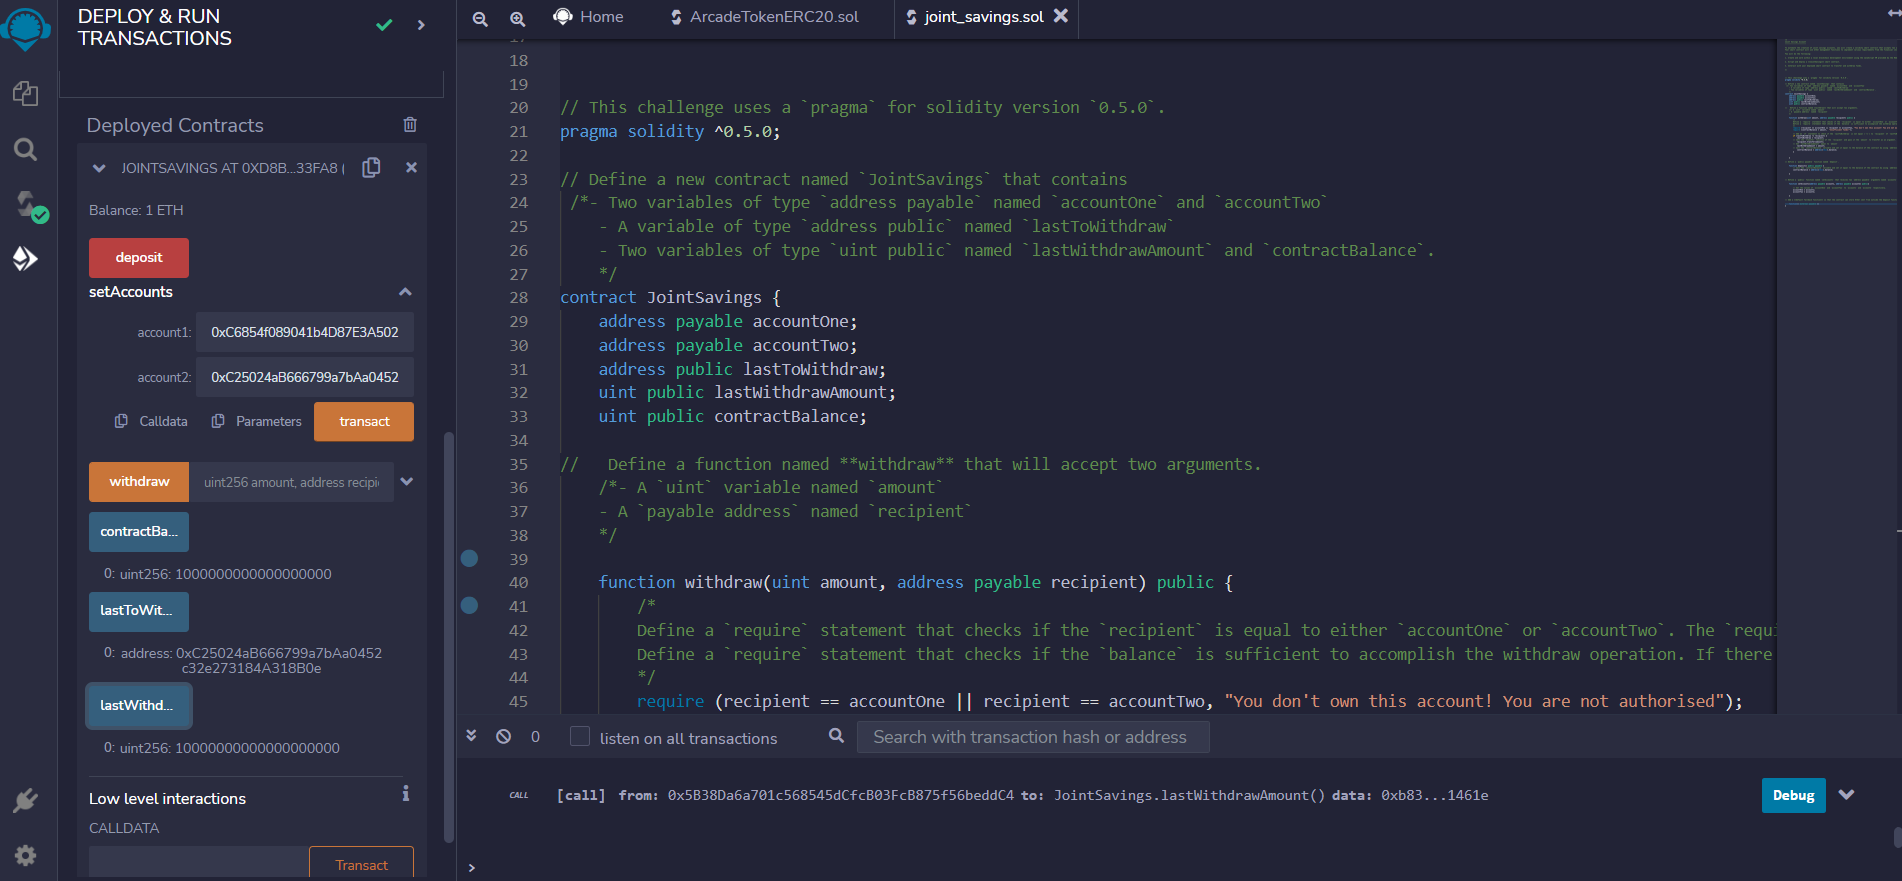 DEPLOY & RUN
TRANSACTIONS
Deployed Contracts
JOINTSAVINGS AT 0XD8B...33FA8 (
Balance: 1 ETH
deposit
setAccounts
account1: 0xC6854f089041b4D87E3A502
account2: 0xC25024aB666799a7bAa0452
Calldata Parameters transact
withdraw uint256 amount, address recipi
contractBa...
0: uint256: 1000000000000000000
lastToWit...
0: address: 0xC25024aB666799a7bAa0452
c32e273184A318B0e
lastWithd...
0: uint256: 10000000000000000000
Low level interactions
CALLDATA
Transact
Home ArcadeTokenERC20.sol joint_savings.sol
18
19
20 // This challenge uses a `pragma` for solidity version `0.5.0`.
21 pragma solidity ^0.5.0;
22
23 // Define a new contract named `JointSavings` that contains
24 /*- Two variables of type `address payable` named `accountOne` and `accountTwo`
25 - A variable of type `address public` named `lastToWithdraw`
26 - Two variables of type `uint public` named `lastWithdrawAmount` and `contractBalance`.
27 */
28 contract JointSavings {
29 address payable accountOne;
30 address payable accountTwo;
31 address public lastToWithdraw;
32 uint public lastWithdrawAmount;
33 uint public contractBalance;
34
35 // Define a function named **withdraw** that will accept two arguments.
36 /*- A `uint` variable named `amount`
37 - A `payable address` named `recipient`
38 */
39
40 function withdraw(uint amount, address payable recipient) public {
41 /*
42 Define a `require` statement that checks if the `recipient` is equal to either `accountOne` or `accountTwo`. The `requi
43 Define a `require` statement that checks if the `balance` is sufficient to accomplish the withdraw operation. If there
44 */
45 require (recipient == accountOne || recipient == accountTwo, "You don't own this account! You are not authorised");
0 listen on all transactions Search with transaction hash or address
CALL [call] from: 0x5B38Da6a701c568545dCfcB03FcB875f56beddC4 to: JointSavings.lastWithdrawAmount() data: 0xb83...1461e Debug
>